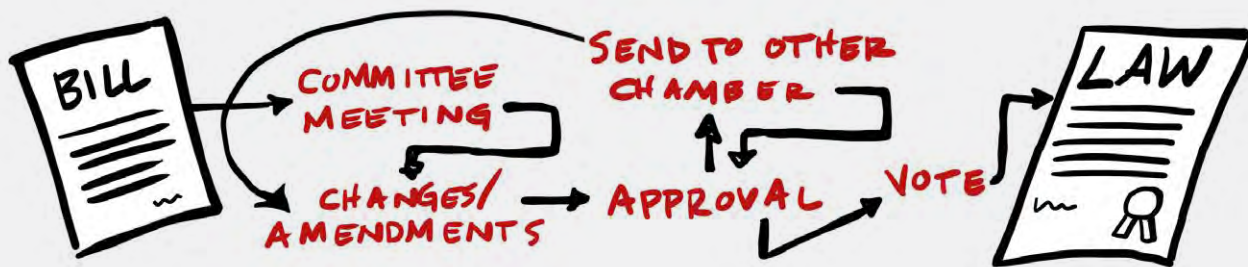 BILL
COMMITTEE
MEETING
CHANGES/
AMENDMENTS
SEND TO OTHER
CHAMBER
APPROVAL
VOTE
LAW